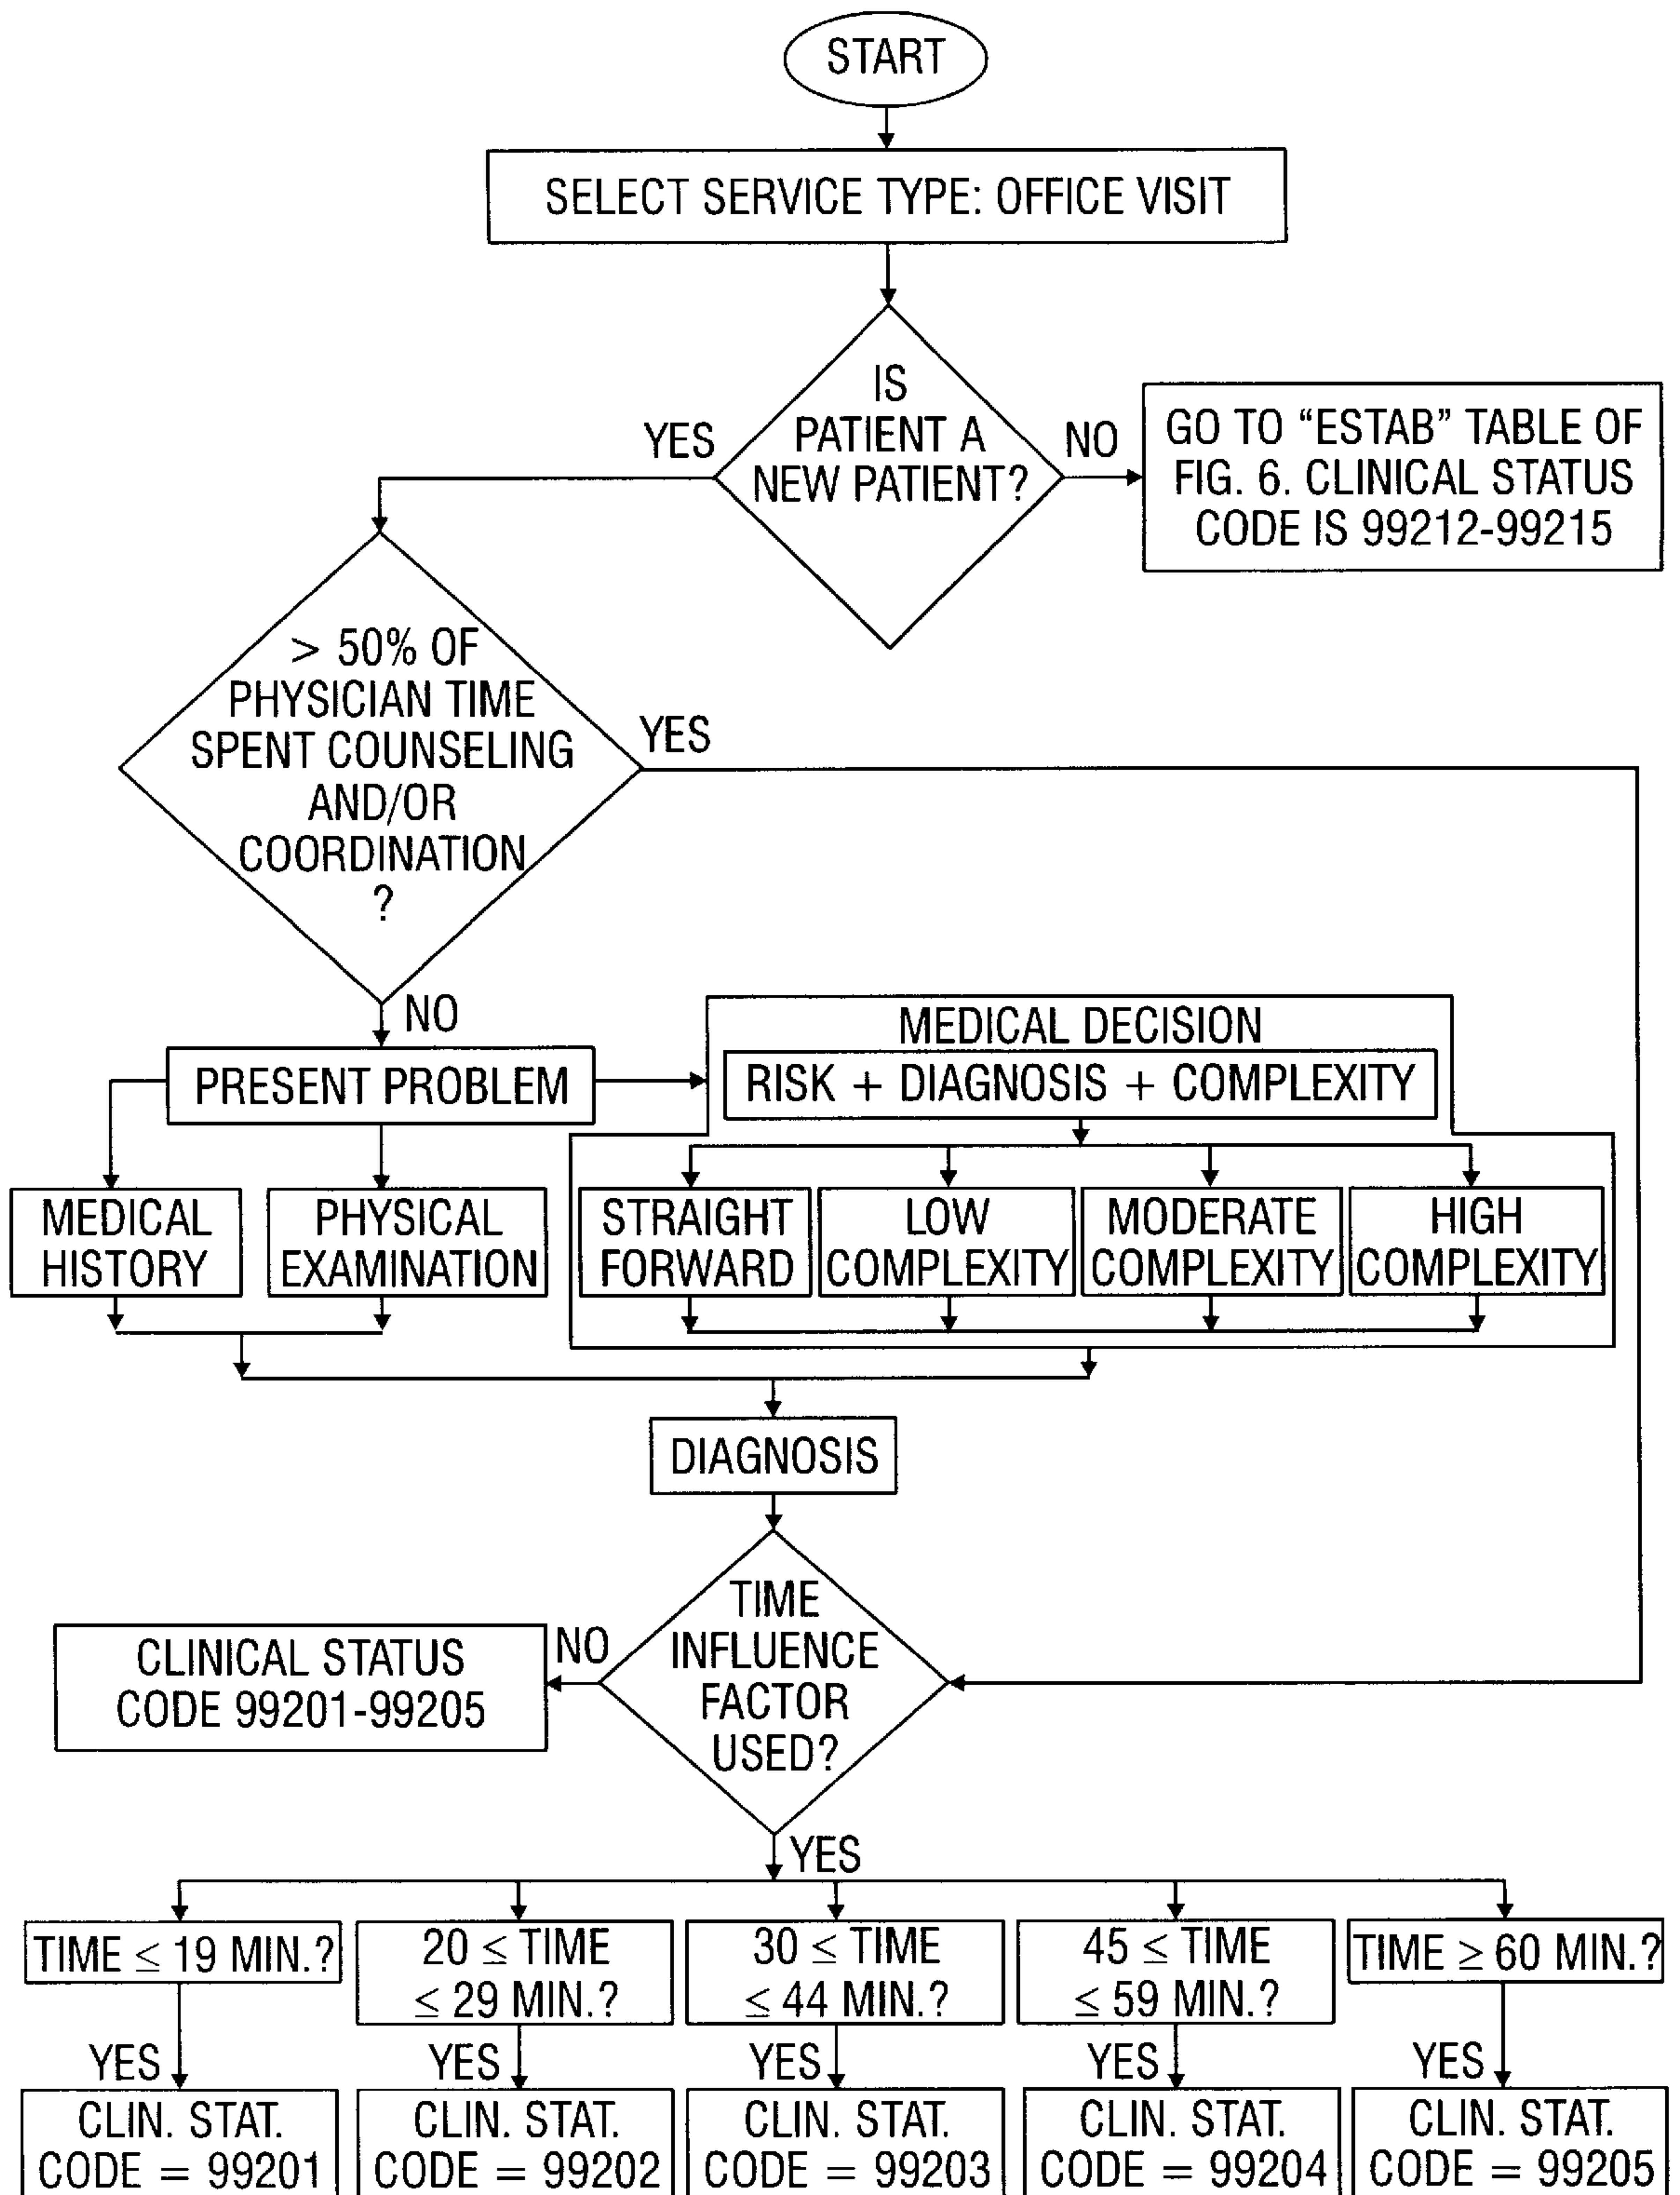 START
SELECT SERVICE TYPE: OFFICE VISIT
IS
PATIENT A
NEW PATIENT?
YES
NO
GO TO “ESTAB” TABLE OF
FIG. 6. CLINICAL STATUS
CODE IS 99212-99215
> 50% OF
PHYSICIAN TIME
SPENT COUNSELING
AND/OR
COORDINATION
?
YES
NO
PRESENT PROBLEM
MEDICAL DECISION
RISK + DIAGNOSIS + COMPLEXITY
MEDICAL
HISTORY
PHYSICAL
EXAMINATION
STRAIGHT
FORWARD
LOW
COMPLEXITY
MODERATE
COMPLEXITY
HIGH
COMPLEXITY
DIAGNOSIS
TIME
INFLUENCE
FACTOR
USED?
NO
CLINICAL STATUS
CODE 99201-99205
YES
TIME ≤ 19 MIN.?
20 ≤ TIME
≤ 29 MIN.?
30 ≤ TIME
≤ 44 MIN.?
45 ≤ TIME
≤ 59 MIN.?
TIME ≥ 60 MIN.?
YES
YES
YES
YES
YES
CLIN. STAT.
CODE = 99201
CLIN. STAT.
CODE = 99202
CLIN. STAT.
CODE = 99203
CLIN. STAT.
CODE = 99204
CLIN. STAT.
CODE = 99205